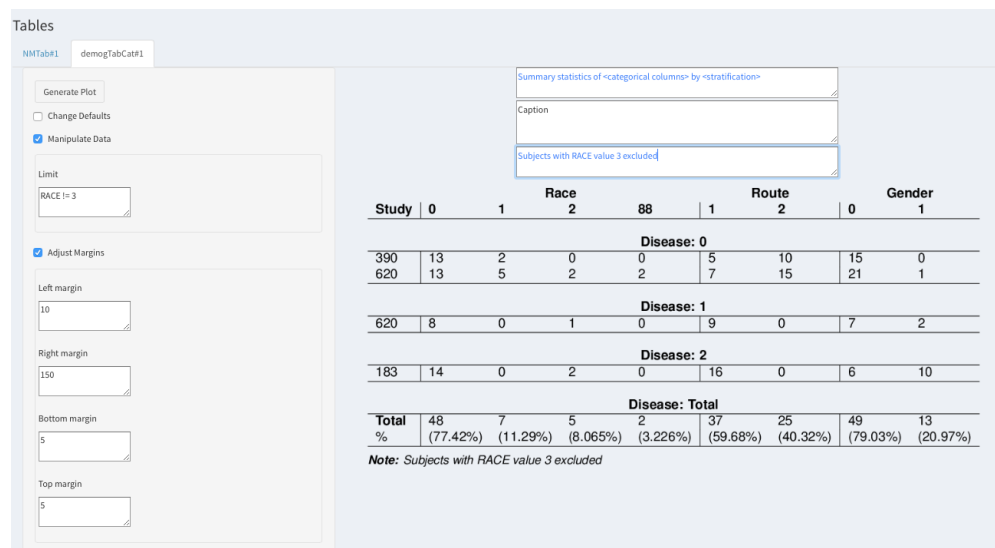 Tables
NMTab#1 demogTabCat#1
Generate Plot
Change Defaults
Manipulate Data
Limit
RACE != 3
Adjust Margins
Left margin
10
Right margin
150
Bottom margin
5
Top margin
5
Summary statistics of <categorical columns> by <stratification>
Caption
Subjects with RACE value 3 excluded
Race Route Gender
Study 0 1 2 88 1 2 0 1
Disease: 0
390 13 2 0 0 5 10 15 0
620 13 5 2 2 7 15 21 1
Disease: 1
620 8 0 1 0 9 0 7 2
Disease: 2
183 14 0 2 0 16 0 6 10
Disease: Total
Total 48 7 5 2 37 25 49 13
% (77.42%) (11.29%) (8.065%) (3.226%) (59.68%) (40.32%) (79.03%) (20.97%)
Note: Subjects with RACE value 3 excluded